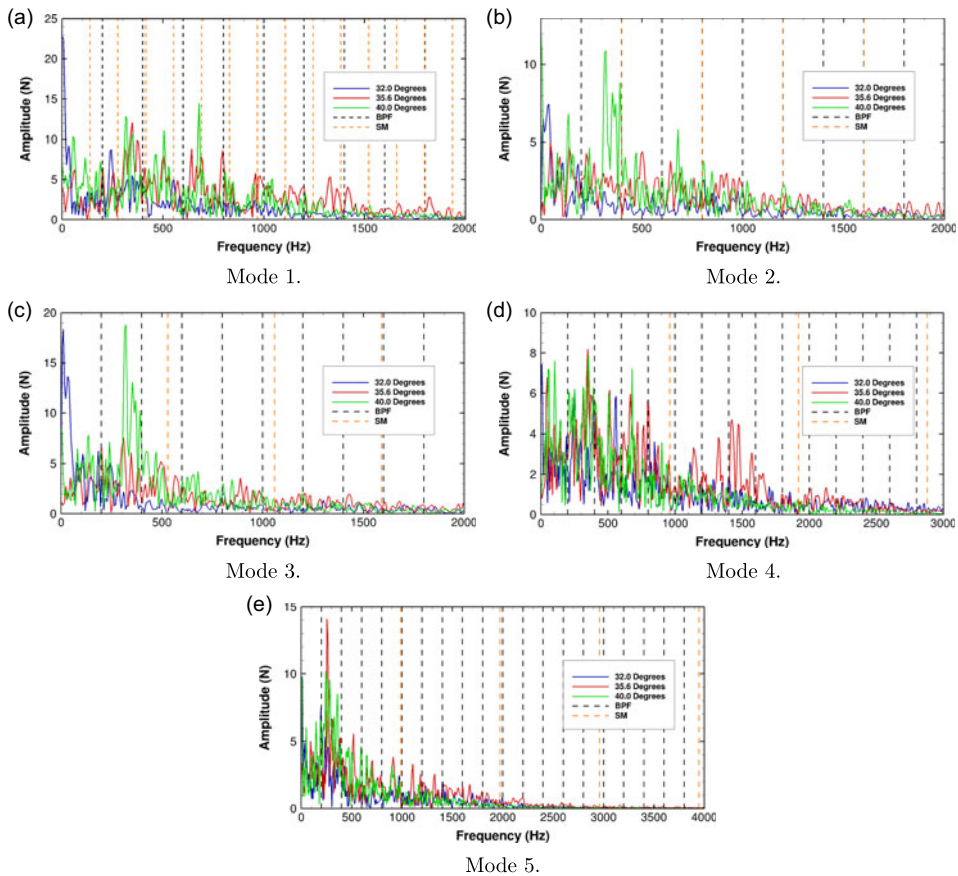 (a)
25
20
15
10
5
0
Amplitude (N)
32.0 Degrees
35.6 Degrees
40.0 Degrees
BPF
SM
0 500 1000 1500 2000
Frequency (Hz)
Mode 1.
(b)
10
5
0
Amplitude (N)
32.0 Degrees
35.6 Degrees
40.0 Degrees
BPF
SM
0 500 1000 1500 2000
Frequency (Hz)
Mode 2.
(c)
20
15
10
5
0
Amplitude (N)
32.0 Degrees
35.6 Degrees
40.0 Degrees
BPF
SM
0 500 1000 1500 2000
Frequency (Hz)
Mode 3.
(d)
10
8
6
4
2
0
Amplitude (N)
32.0 Degrees
35.6 Degrees
40.0 Degrees
BPF
SM
0 500 1000 1500 2000 2500 3000
Frequency (Hz)
Mode 4.
(e)
15
10
5
0
Amplitude (N)
32.0 Degrees
35.6 Degrees
40.0 Degrees
BPF
SM
0 500 1000 1500 2000 2500 3000 3500 4000
Frequency (Hz)
Mode 5.